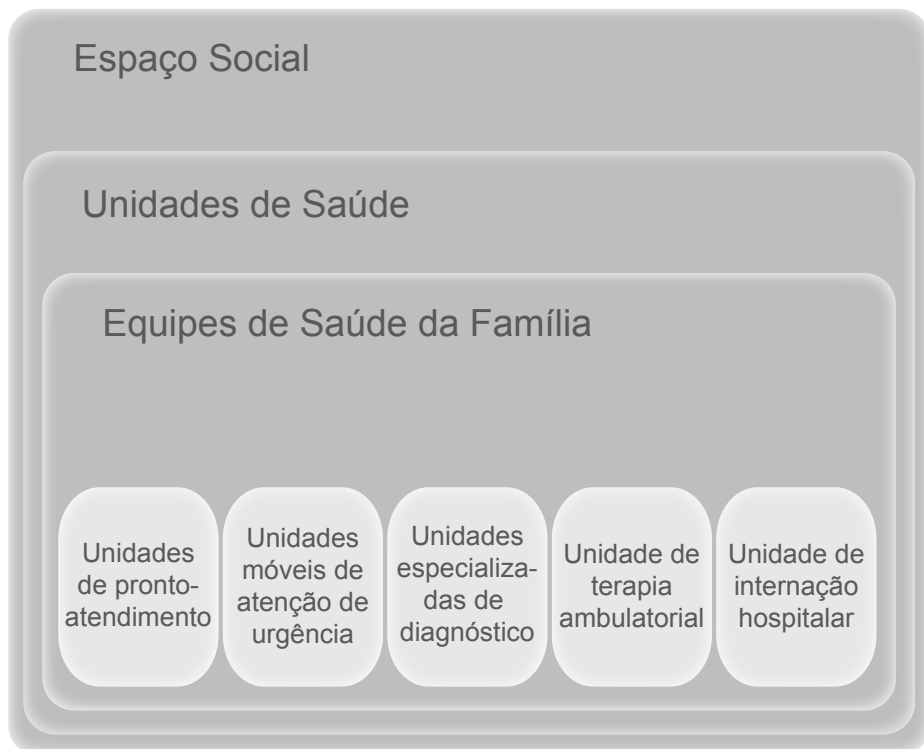 Espaço Social
Unidades de Saúde
Equipes de Saúde da Família
Unidades
de pronto-
atendimento
Unidades
móveis de
atenção de
urgência
Unidades
especializa-
das de
diagnóstico
Unidade de
terapia
ambulatorial
Unidade de
internação
hospitalar